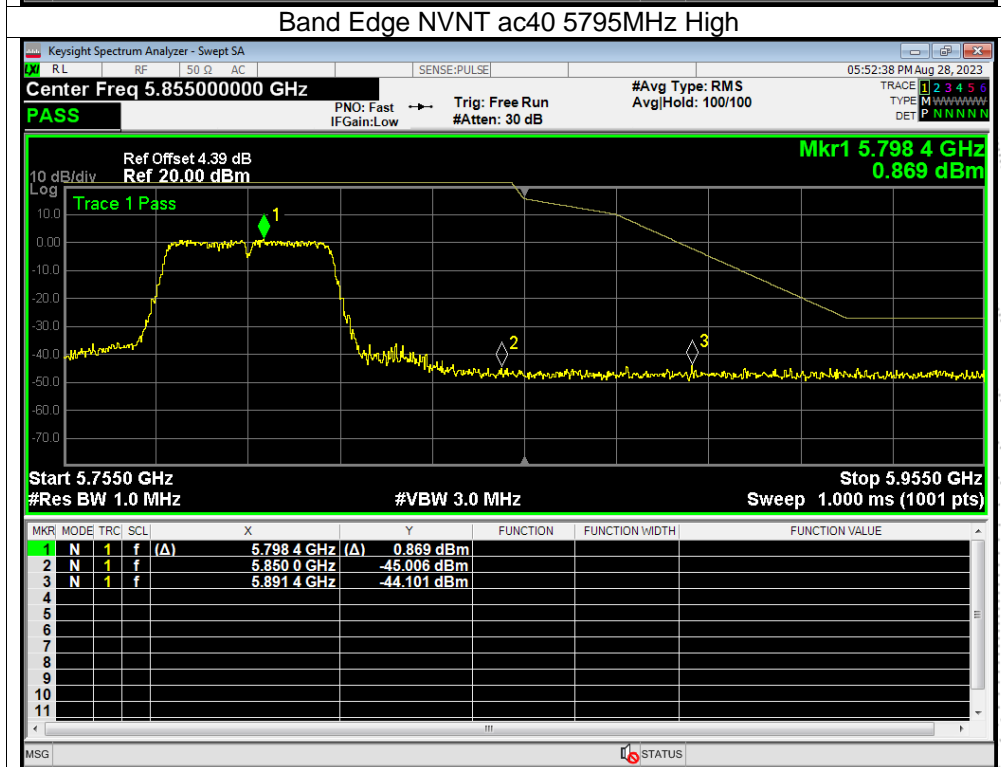 Band Edge NVNT ac40 5795MHz High
Keysight Spectrum Analyzer - Swept SA
LXI RL RF 50 Ω AC SENSE:PULSE 05:52:38 PM Aug 28, 2023
Center Freq 5.855000000 GHz #Avg Type: RMS TRACE 1 2 3 4 5 6
PNO: Fast Trig: Free Run Avg|Hold: 100/100 TYPE M WWWWW
PASS IFGain:Low #Atten: 30 dB DET P N N N N N
Mkr1 5.798 4 GHz
Ref Offset 4.39 dB
10 dB/div Ref 20.00 dBm 0.869 dBm
Log
Trace 1 Pass
10.0
1
0.00
-10.0
-20.0
-30.0
2 3
-40.0
-50.0
-60.0
-70.0
Start 5.7550 GHz Stop 5.9550 GHz
#Res BW 1.0 MHz #VBW 3.0 MHz Sweep 1.000 ms (1001 pts)
MKR MODE TRC SCL X Y FUNCTION FUNCTION WIDTH FUNCTION VALUE
1 N 1 f (Δ) 5.798 4 GHz (Δ) 0.869 dBm
2 N 1 f 5.850 0 GHz -45.006 dBm
3 N 1 f 5.891 4 GHz -44.101 dBm
4
5
6
7
8
9
10
11
MSG STATUS